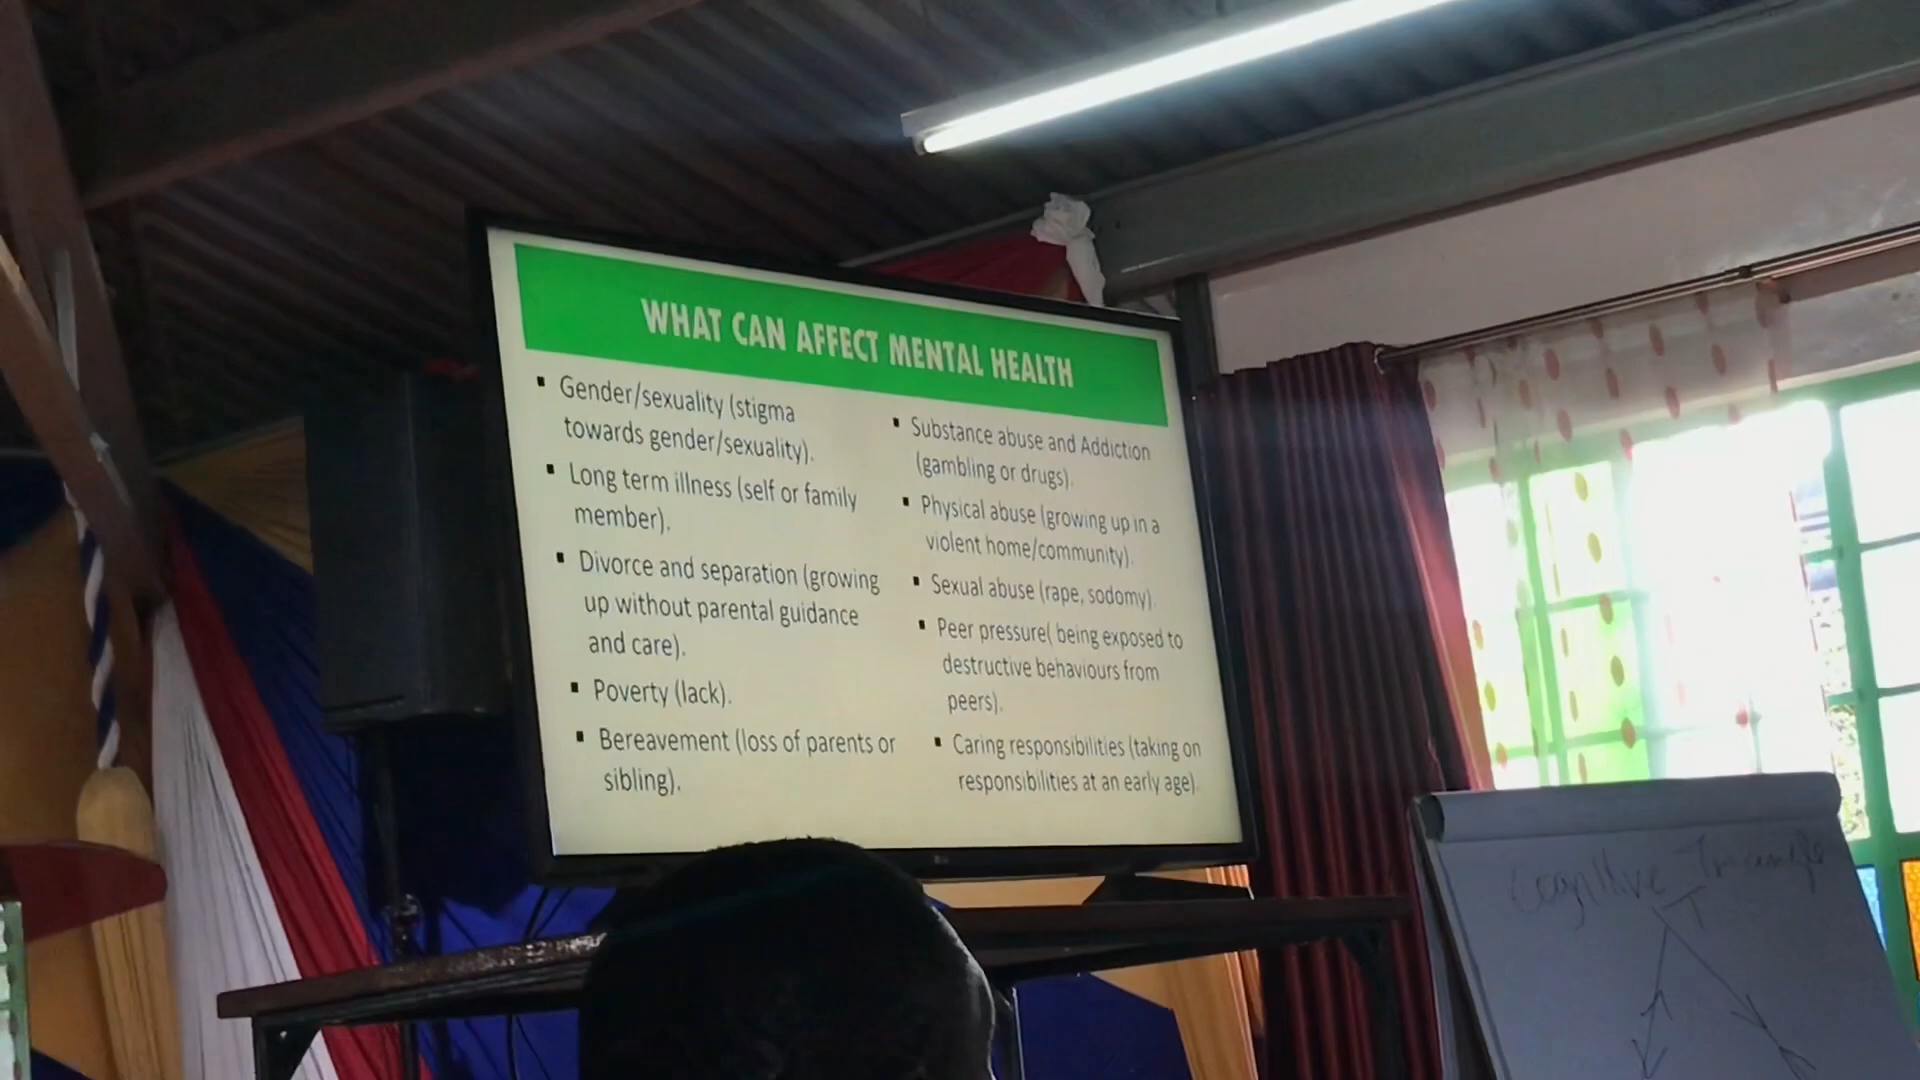 WHAT CAN AFFECT MENTAL HEALTH
▪ Gender/sexuality (stigma
towards gender/sexuality).
▪ Long term illness (self or family
member).
▪ Divorce and separation (growing
up without parental guidance
and care).
▪ Poverty (lack).
▪ Bereavement (loss of parents or
sibling).
▪ Substance abuse and Addiction
(gambling or drugs).
▪ Physical abuse (growing up in a
violent home/community).
▪ Sexual abuse (rape, sodomy).
▪ Peer pressure( being exposed to
destructive behaviours from
peers).
▪ Caring responsibilities (taking on
responsibilities at an early age).
Cognitive Triangle
T